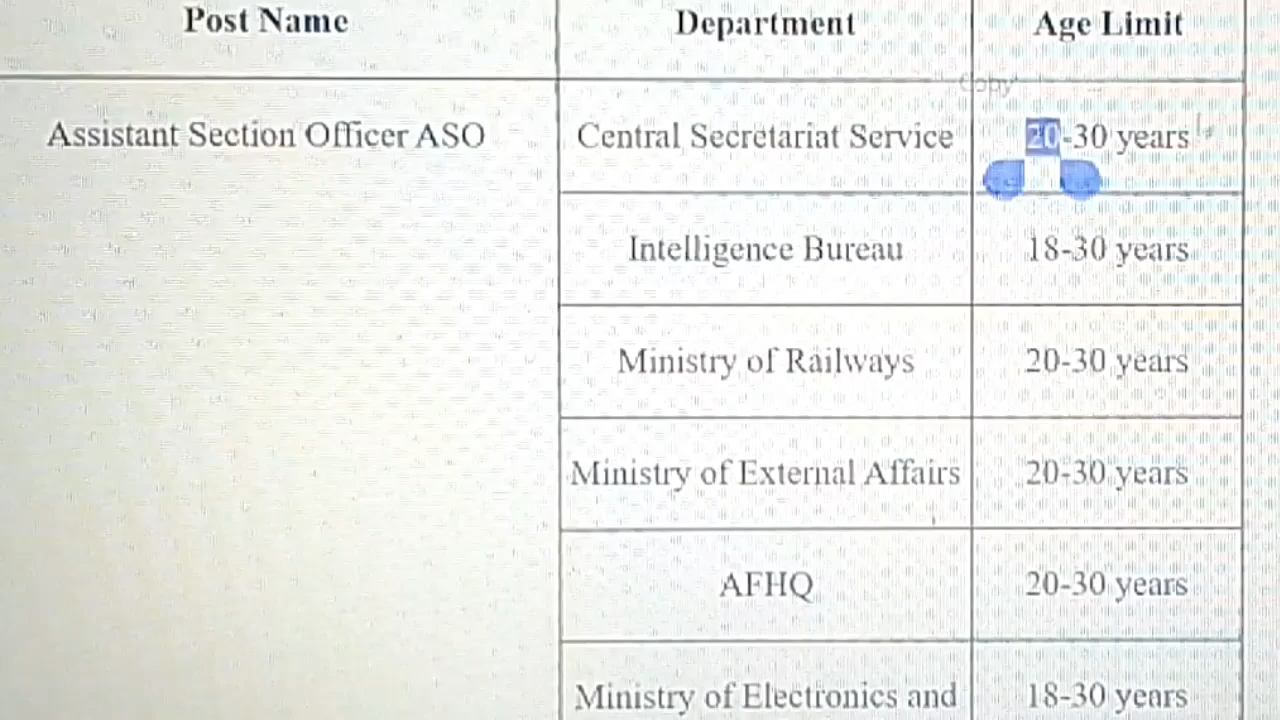 Post Name Department Age Limit
Copy
Assistant Section Officer ASO Central Secretariat Service 20-30 years
Intelligence Bureau 18-30 years
Ministry of Railways 20-30 years
Ministry of External Affairs 20-30 years
AFHQ 20-30 years
Ministry of Electronics and 18-30 years